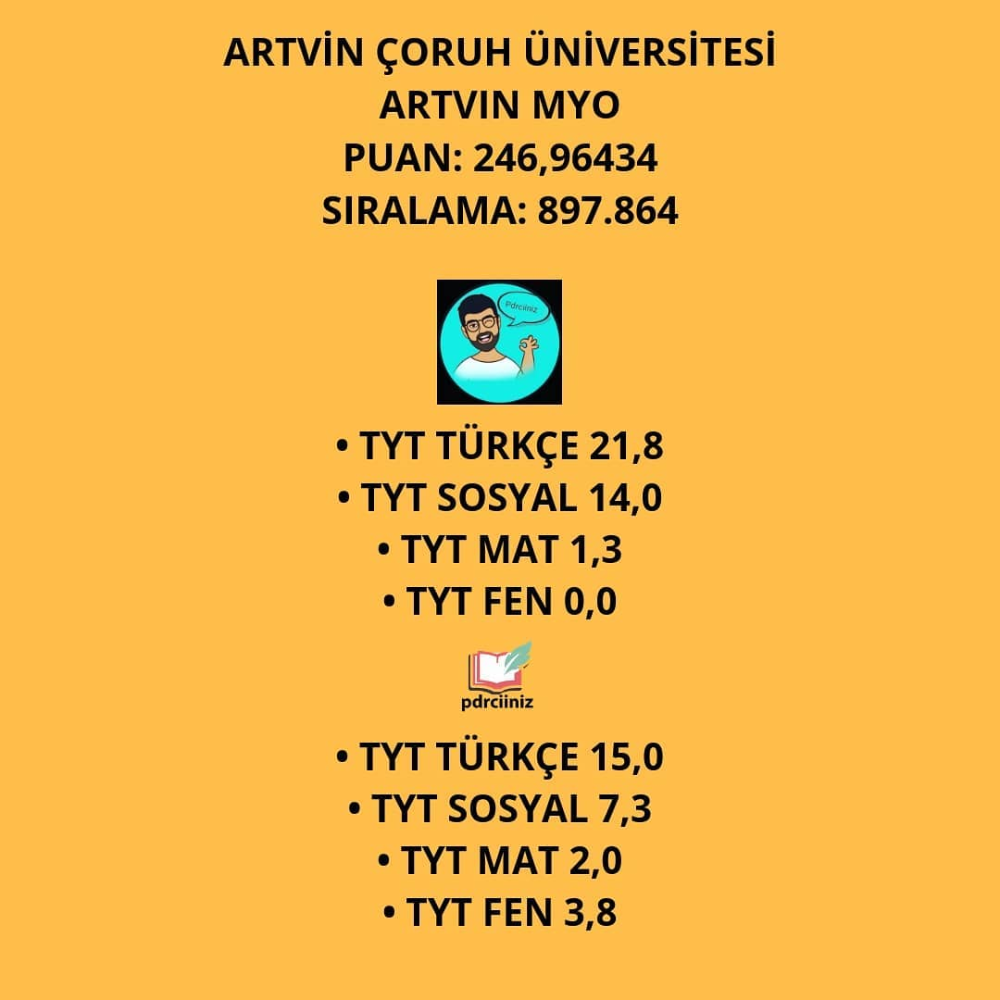 ARTVİN ÇORUH ÜNİVERSİTESİ
ARTVIN MYO
PUAN: 246,96434
SIRALAMA: 897.864
Pdrciiniz
• TYT TÜRKÇE 21,8
• TYT SOSYAL 14,0
• TYT MAT 1,3
• TYT FEN 0,0
pdrciiniz
• TYT TÜRKÇE 15,0
• TYT SOSYAL 7,3
• TYT MAT 2,0
• TYT FEN 3,8